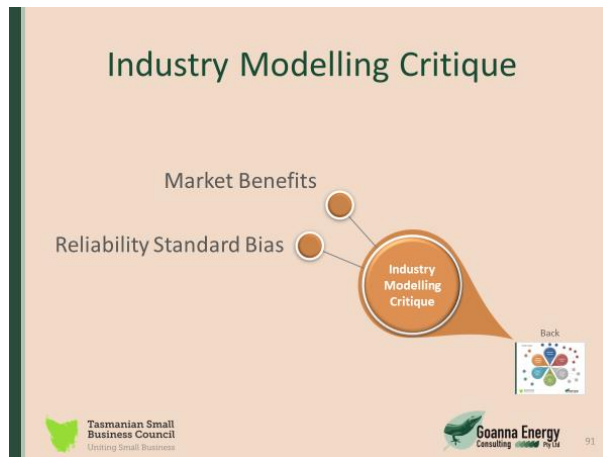 Industry Modelling Critique
Market Benefits
Reliability Standard Bias
Industry
Modelling
Critique
Back
Tasmanian Small
Business Council
Uniting Small Business
Goanna Energy
Consulting Pty Ltd
91